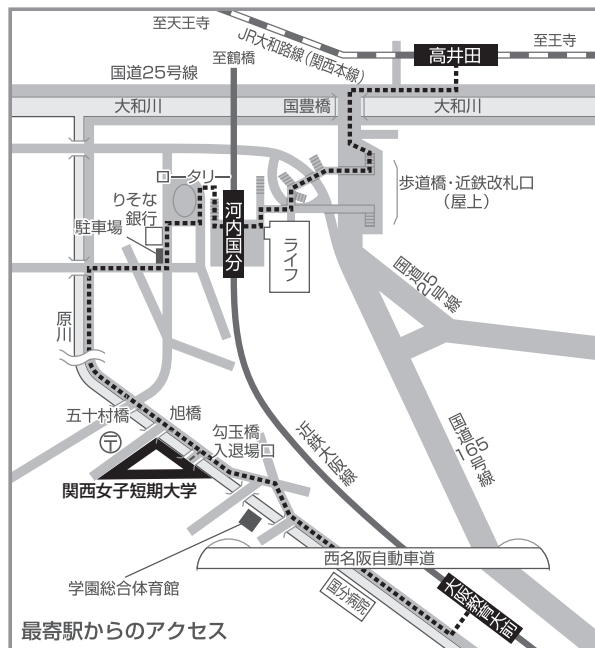 至天王寺
JR大和路線(関西本線)
高井田
至王寺
至鶴橋
国道25号線
大和川
国豊橋
大和川
ロータリー
りそな
銀行
駐車場
河内国分
ライフ
歩道橋・近鉄改札口
(屋上)
国道25号線
原川
五十村橋
旭橋
勾玉橋
入退場口
近鉄大阪線
国道165号線
〒
関西女子短期大学
西名阪自動車道
学園総合体育館
国分病院
大阪教育大前
最寄駅からのアクセス